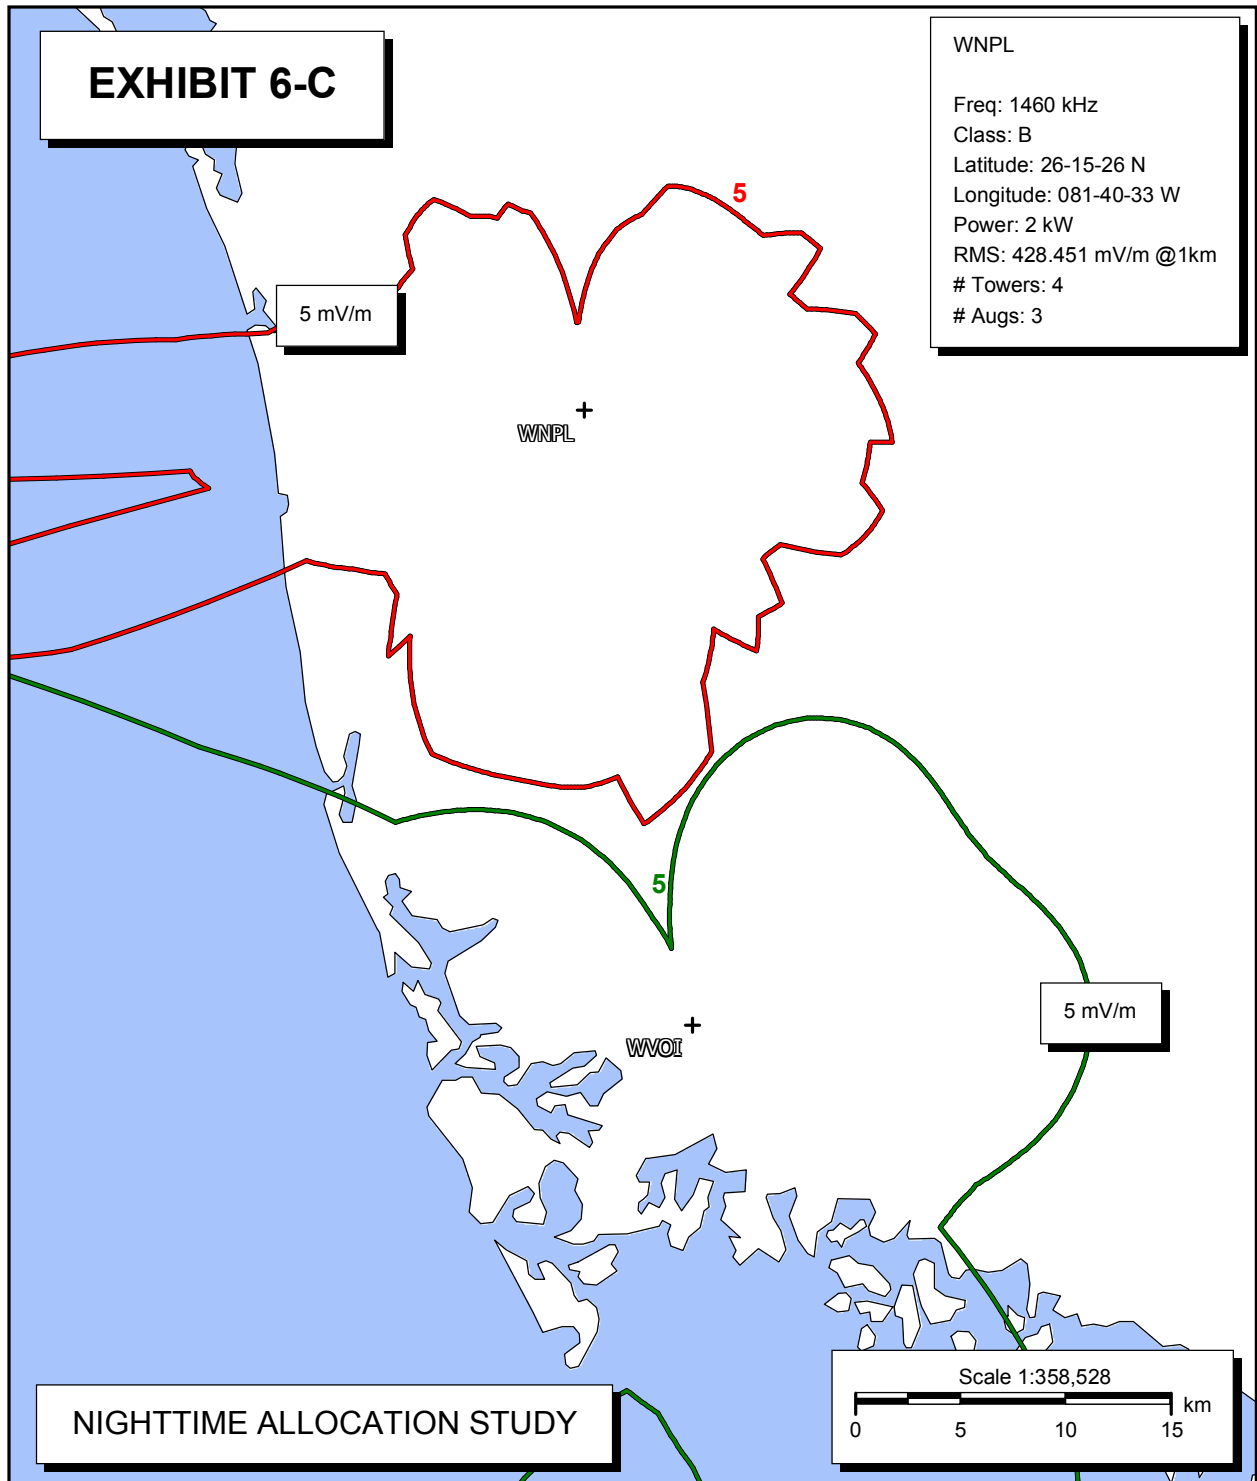 EXHIBIT 6-C
WNPL
Freq: 1460 kHz
Class: B
Latitude: 26-15-26 N
Longitude: 081-40-33 W
Power: 2 kW
RMS: 428.451 mV/m @1km
# Towers: 4
# Augs: 3
5
5 mV/m
WNPL
5
5 mV/m
WVOI
Scale 1:358,528
km
0 5 10 15
NIGHTTIME ALLOCATION STUDY